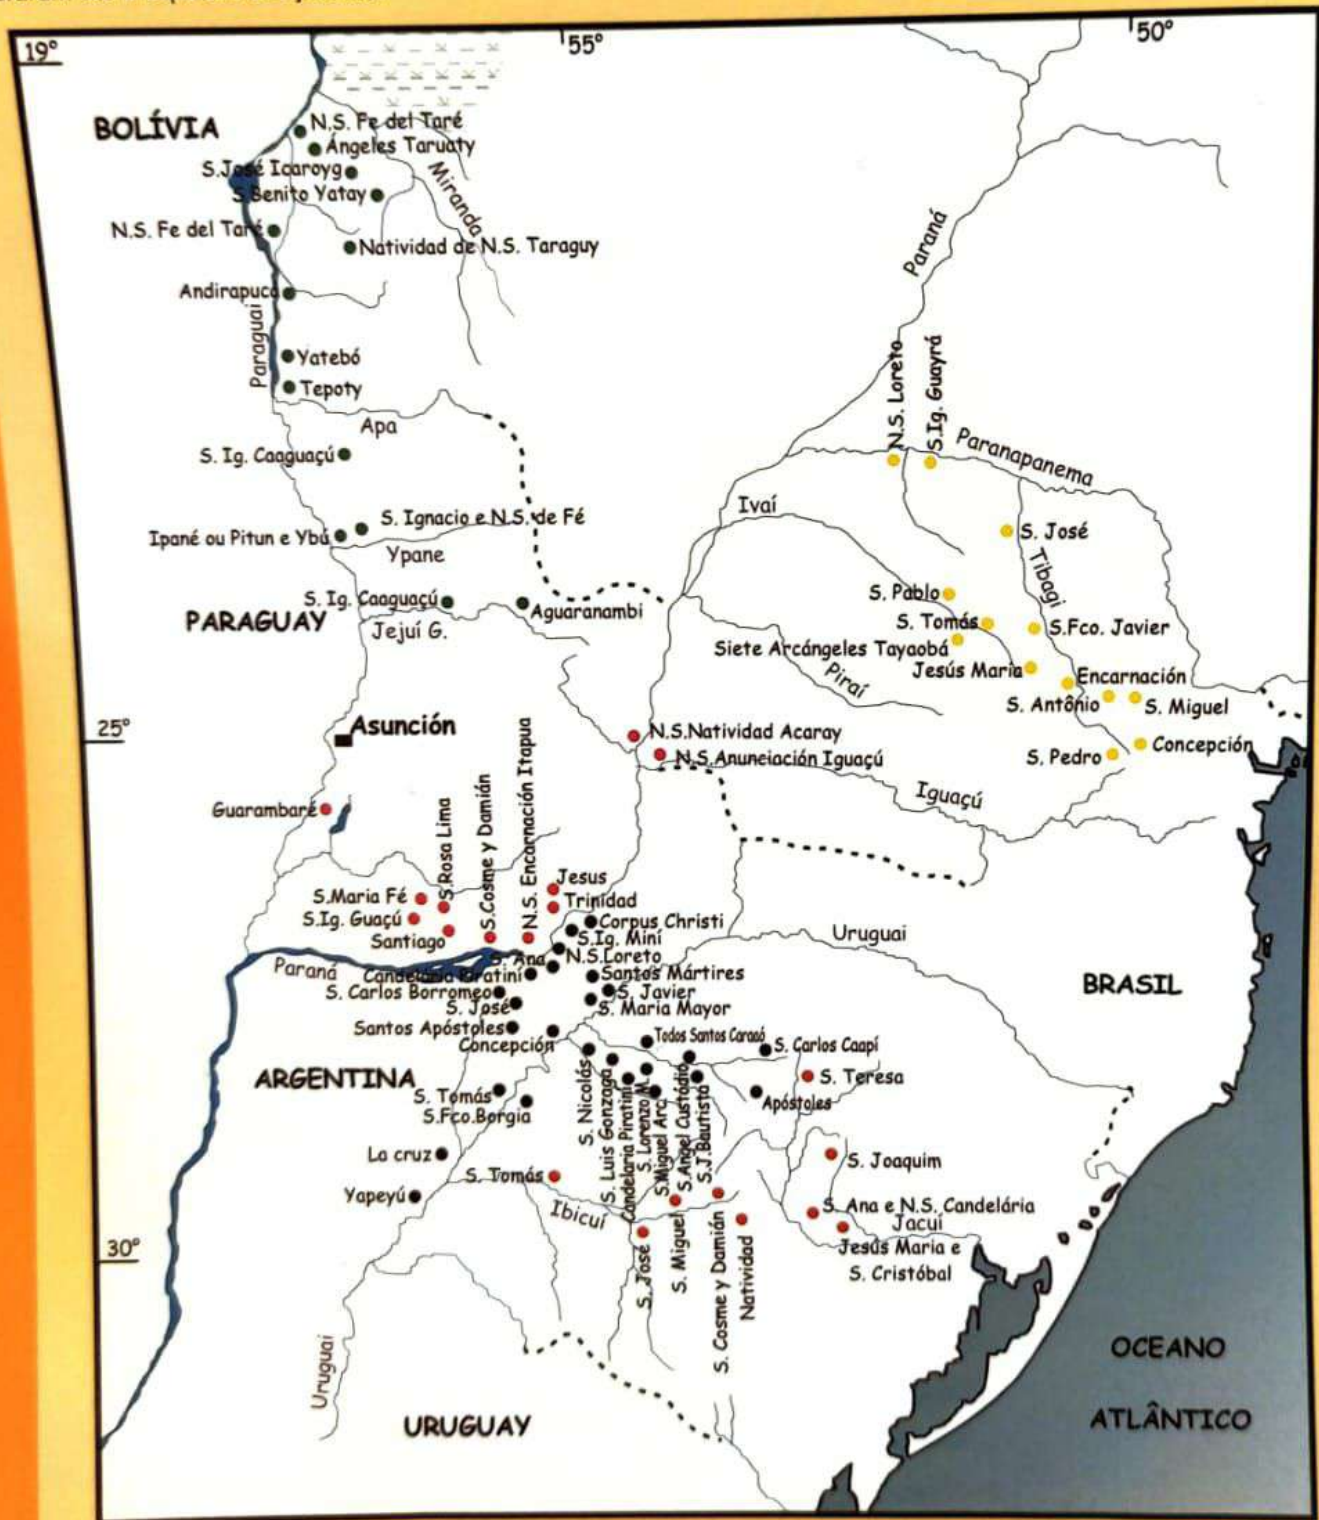 19°
55°
50°
BOLÍVIA
N.S. Fe del Taré
Ángeles Taruaty
S.José Icaroyg
S.Benito Yatay
Miranda
N.S. Fe del Taré
Natividad de N.S. Taraguy
Paraná
Andirapuca
Paraguai
Yatebó
Tepoty
N.S. Loreto
S.Ig. Guayrá
Apa
Paranapanema
S. Ig. Caaguaçú
Ivaí
S. Ignacio e N.S. de Fé
Ipané ou Pitun e Ybú
S. José
Ypane
Tibagi
S. Pablo
S. Ig. Caaguaçú
Aguaranambi
PARAGUAY
S. Tomás
S.Fco. Javier
Jejuí G.
Siete Arcángeles Tayaobá
Jesús Maria
Encarnación
Piraí
S. Antônio
S. Miguel
25°
Asunción
N.S.Natividad Acaray
Concepción
N.S.Anunciación Iguaçú
S. Pedro
Iguaçú
Guarambaré
S.Rosa Lima
S.Cosme y Damián
N.S. Encarnación Itapua
Jesus
S.Maria Fé
Trinidad
S.Ig. Guaçú
Corpus Christi
Santiago
S.Ig. Miní
Uruguai
S. Ana
N.S.Loreto
Paraná
Candelária Piratiní
Santos Mártires
BRASIL
S. Carlos Borromeo
S. Javier
S. José
S. Maria Mayor
Santos Apóstoles
Todos Santos Caraaó
Concepción
S. Carlos Caapí
ARGENTINA
S. Teresa
S. Tomás
Apóstoles
S.Fco.Borgia
S. Nicolás
S. Luis Gonzaga
Candelaria Piratini
S.Lorenzo M.
S.Miguel Arc.
S.Angel Custódio
S.J.Bautista
La cruz
S. Joaquim
S. Tomás
Yapeyú
S. Ana e N.S. Candelária
Ibicuí
Jacuí
Jesús Maria e
S. Cristóbal
30°
S. José
S. Miguel
S. Cosme y Damián
Natividad
Uruguai
OCEANO
ATLÂNTICO
URUGUAY